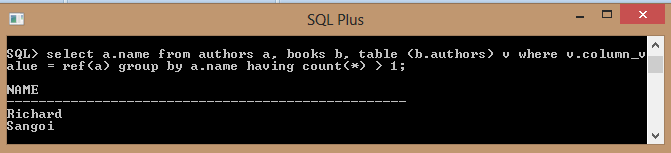 SQL Plus
SQL> select a.name from authors a, books b, table (b.authors) v where v.column_v
alue = ref(a) group by a.name having count(*) > 1;
NAME
--------------------------------------------------
Richard
Sangoi